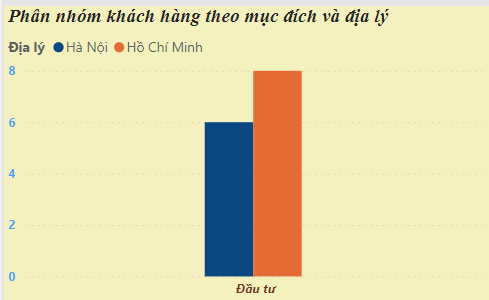 Phân nhóm khách hàng theo mục đích và địa lý
Địa lý Hà Nội Hồ Chí Minh
8
6
4
2
0
Đầu tư